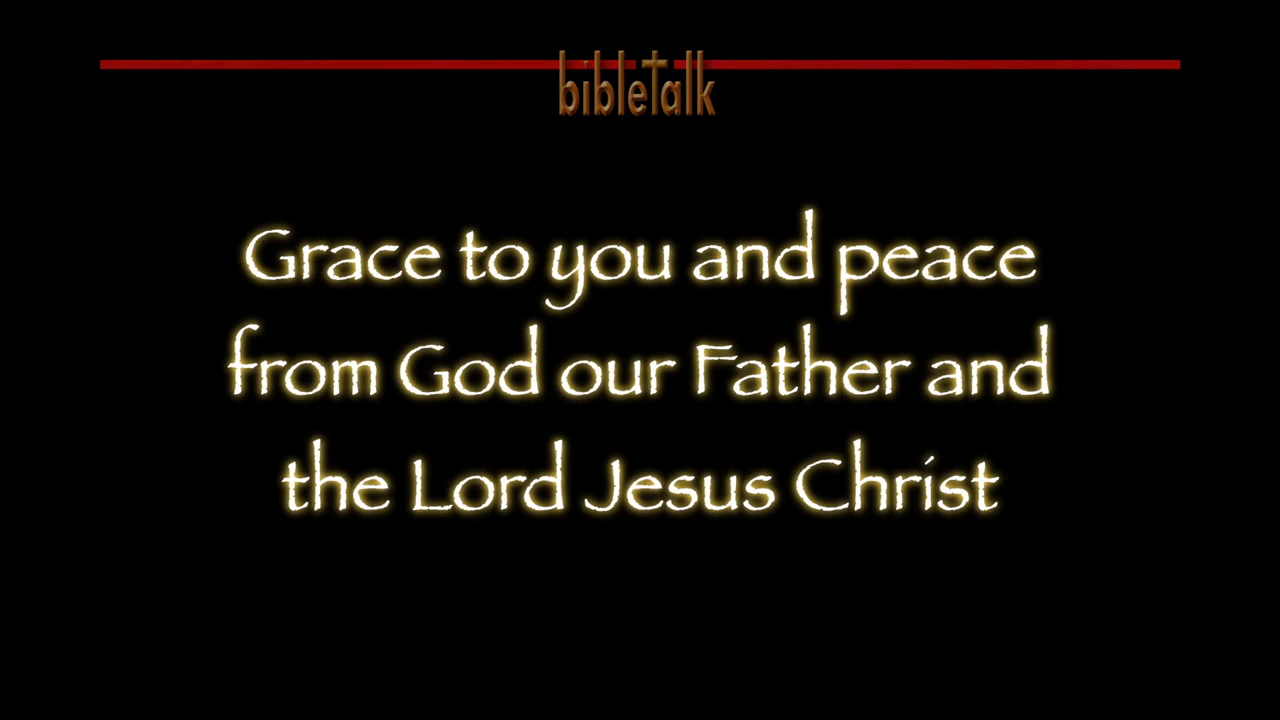 bibleTalk
Grace to you and peace
from God our Father and
the Lord Jesus Christ